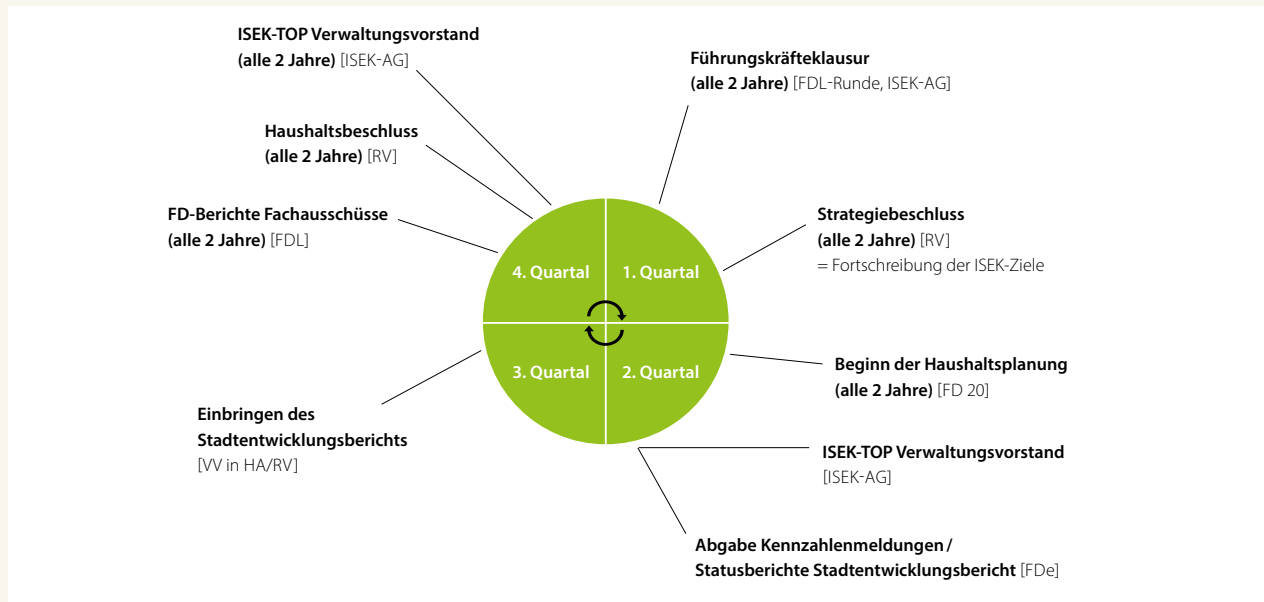 ISEK-TOP Verwaltungsvorstand
(alle 2 Jahre) [ISEK-AG]
Führungskräfteklausur
(alle 2 Jahre) [FDL-Runde, ISEK-AG]
Haushaltsbeschluss
(alle 2 Jahre) [RV]
FD-Berichte Fachausschüsse
(alle 2 Jahre) [FDL]
Strategiebeschluss
(alle 2 Jahre) [RV]
= Fortschreibung der ISEK-Ziele
4. Quartal
1. Quartal
3. Quartal
2. Quartal
Beginn der Haushaltsplanung
(alle 2 Jahre) [FD 20]
Einbringen des
Stadtentwicklungsberichts
[VV in HA/RV]
ISEK-TOP Verwaltungsvorstand
[ISEK-AG]
Abgabe Kennzahlenmeldungen /
Statusberichte Stadtentwicklungsbericht [FDe]